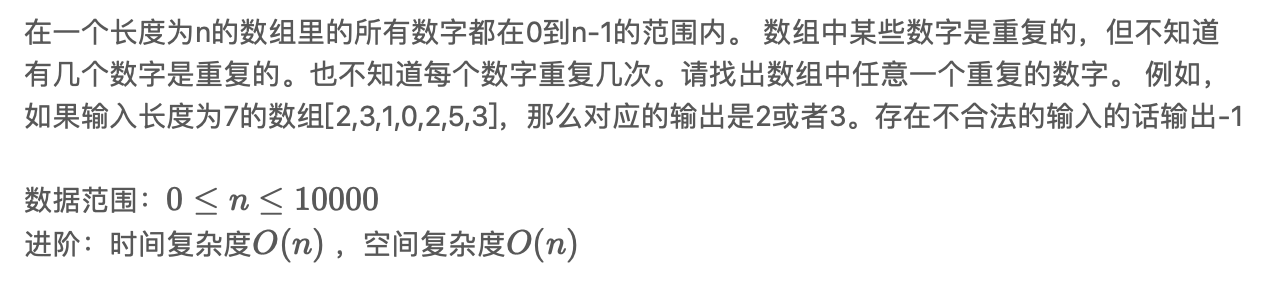 在一个长度为n的数组里的所有数字都在0到n-1的范围内。 数组中某些数字是重复的，但不知道
有几个数字是重复的。也不知道每个数字重复几次。请找出数组中任意一个重复的数字。 例如，
如果输入长度为7的数组[2,3,1,0,2,5,3]，那么对应的输出是2或者3。存在不合法的输入的话输出-1
数据范围：0 ≤ n ≤ 10000
进阶：时间复杂度O(n) ，空间复杂度O(n)